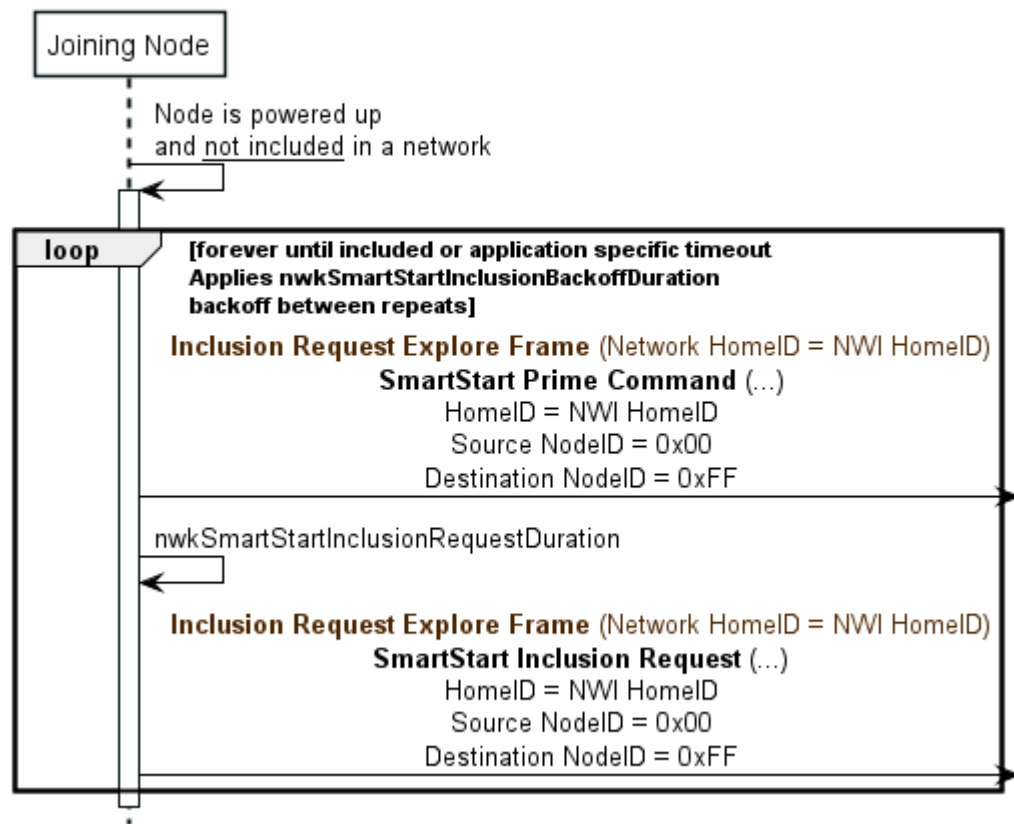 Joining Node
Node is powered up
and not included in a network
loop
[forever until included or application specific timeout
Applies nwkSmartStartInclusionBackoffDuration
backoff between repeats]
Inclusion Request Explore Frame (Network HomeID = NWI HomeID)
SmartStart Prime Command (...)
HomeID = NWI HomeID
Source NodeID = 0x00
Destination NodeID = 0xFF
nwkSmartStartInclusionRequestDuration
Inclusion Request Explore Frame (Network HomeID = NWI HomeID)
SmartStart Inclusion Request (...)
HomeID = NWI HomeID
Source NodeID = 0x00
Destination NodeID = 0xFF